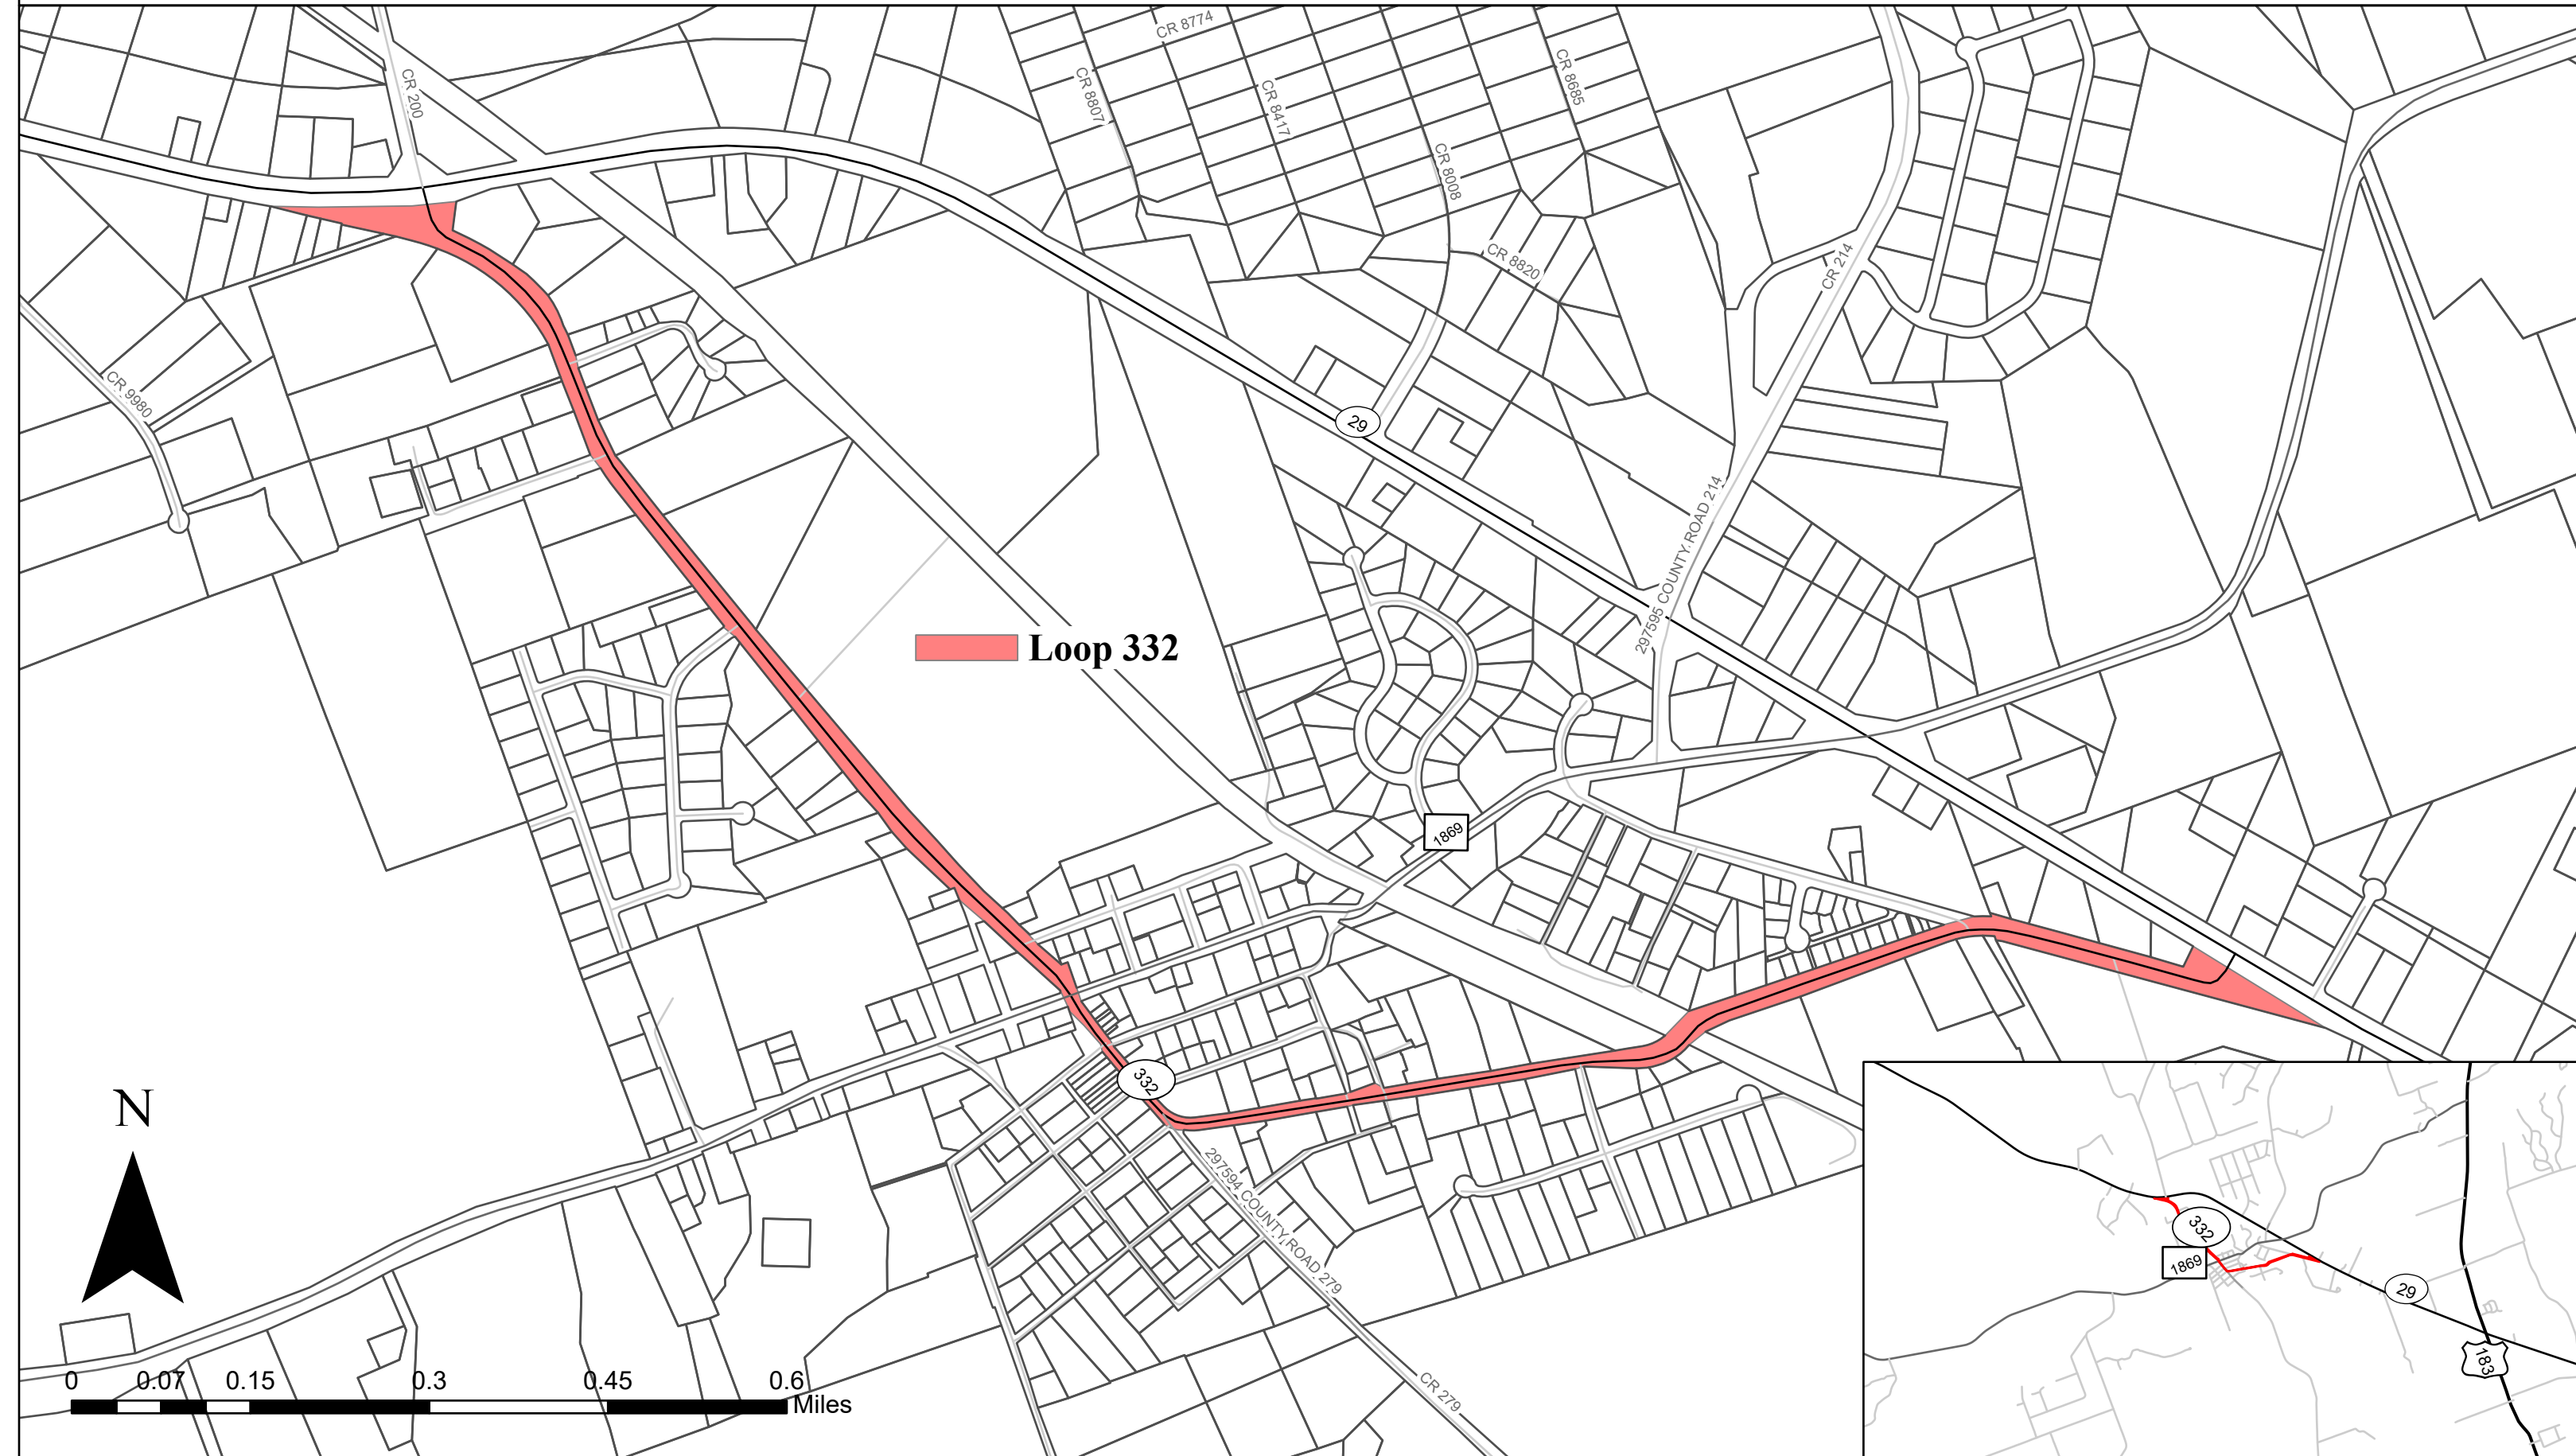 CR 8774
CR 200
CR 8807
CR 8417
CR 8685
CR 8008
CR 8820
CR 214
CR 9980
29
297595 COUNTY ROAD 214
Loop 332
1869
332
N
297594 COUNTY ROAD 279
CR 279
0 0.07 0.15 0.3 0.45 0.6
Miles
332
1869
29
183